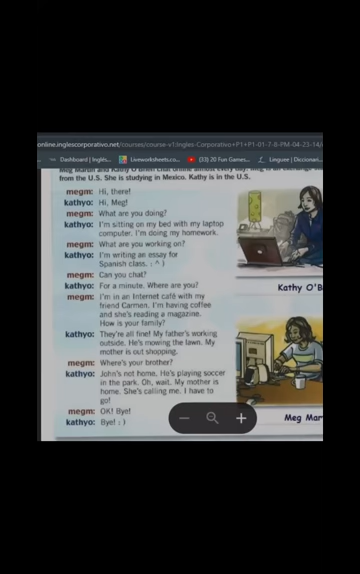 online.inglescorporativo.net/courses/course-v1:Ingles-Corporativo+P1+P1-01-7-8-PM-04-23-14/
Dashboard | Inglés...
Liveworksheets.co...
(33) 20 Fun Games...
Linguee | Diccionari...
from the U.S. She is studying in Mexico. Kathy is in the U.S.
megm: Hi, there!
kathyo: Hi, Meg!
megm: What are you doing?
kathyo: I'm sitting on my bed with my laptop
computer. I'm doing my homework.
megm: What are you working on?
kathyo: I'm writing an essay for
Spanish class. : ^ )
megm: Can you chat?
kathyo: For a minute. Where are you?
megm: I'm in an Internet café with my
friend Carmen. I'm having coffee
and she's reading a magazine.
How is your family?
kathyo: They're all fine! My father's working
outside. He's mowing the lawn. My
mother is out shopping.
megm: Where's your brother?
kathyo: John's not home. He's playing soccer
in the park. Oh, wait. My mother is
home. She's calling me. I have to
go!
megm: OK! Bye!
kathyo: Bye! : )
Kathy O'B
Meg Mar